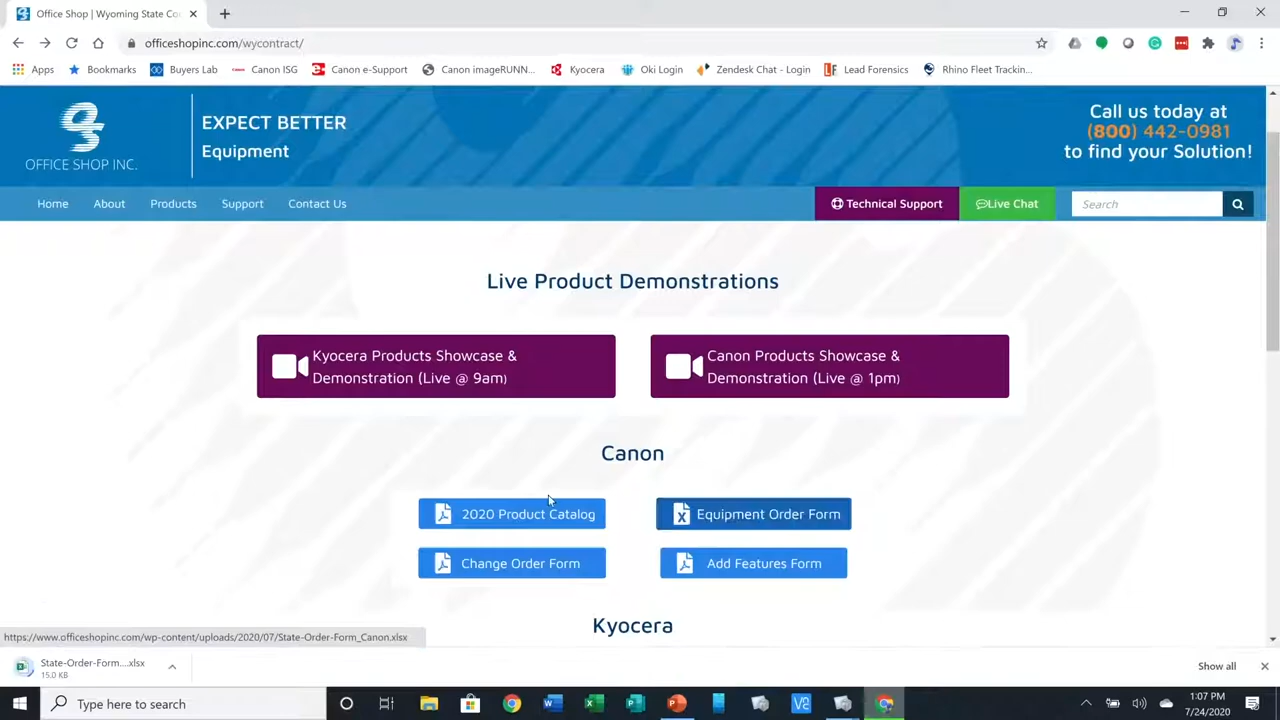 Office Shop | Wyoming State Co
officeshopinc.com/wycontract/
Apps
Bookmarks
Buyers Lab
Canon ISG
Canon e-Support
Canon imageRUNN...
Kyocera
Oki Login
Zendesk Chat - Login
Lead Forensics
Rhino Fleet Trackin...
OFFICE SHOP INC.
EXPECT BETTER
Equipment
Call us today at
(800) 442-0981
to find your Solution!
Home
About
Products
Support
Contact Us
Technical Support
Live Chat
Search
Live Product Demonstrations
Kyocera Products Showcase &
Demonstration (Live @ 9am)
Canon Products Showcase &
Demonstration (Live @ 1pm)
Canon
2020 Product Catalog
Equipment Order Form
Change Order Form
Add Features Form
Kyocera
https://www.officeshopinc.com/wp-content/uploads/2020/07/State-Order-Form_Canon.xlsx
State-Order-Form....xlsx
15.0 KB
Show all
Type here to search
1:07 PM
7/24/2020